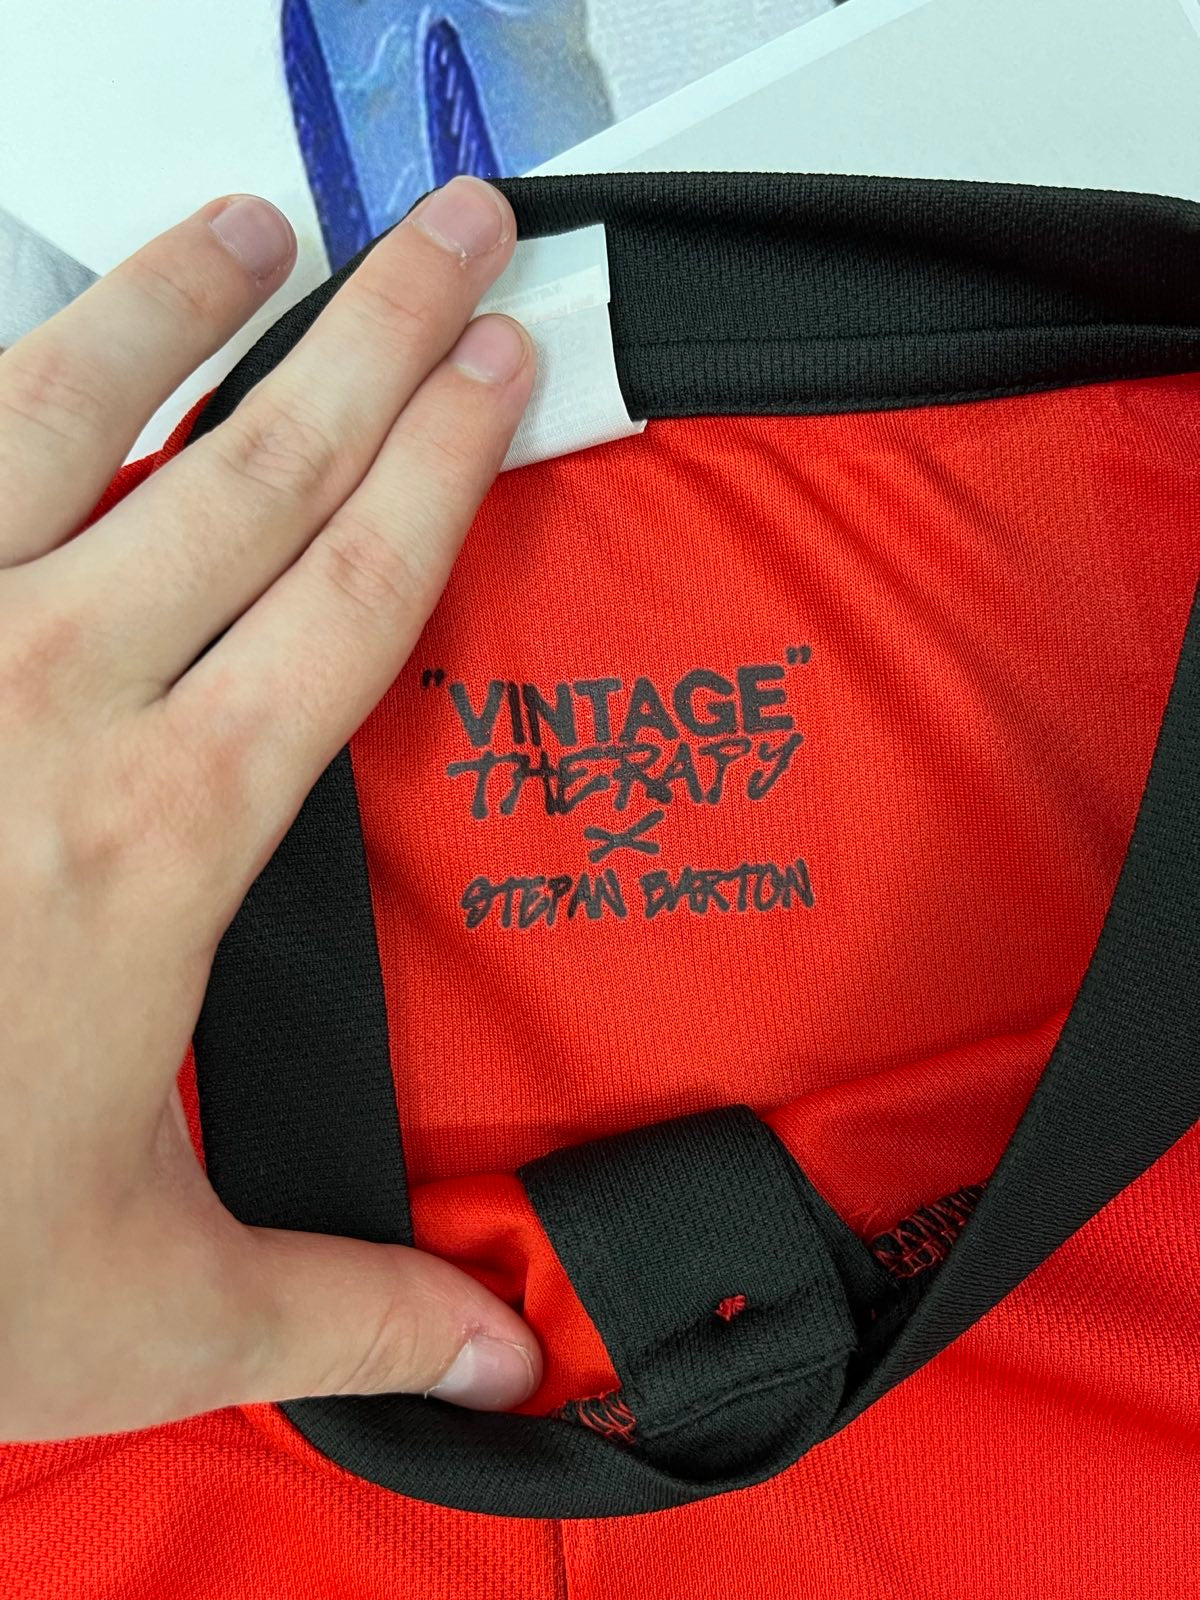 "VINTAGE"
THERAPY
X
STEPAN BARTON